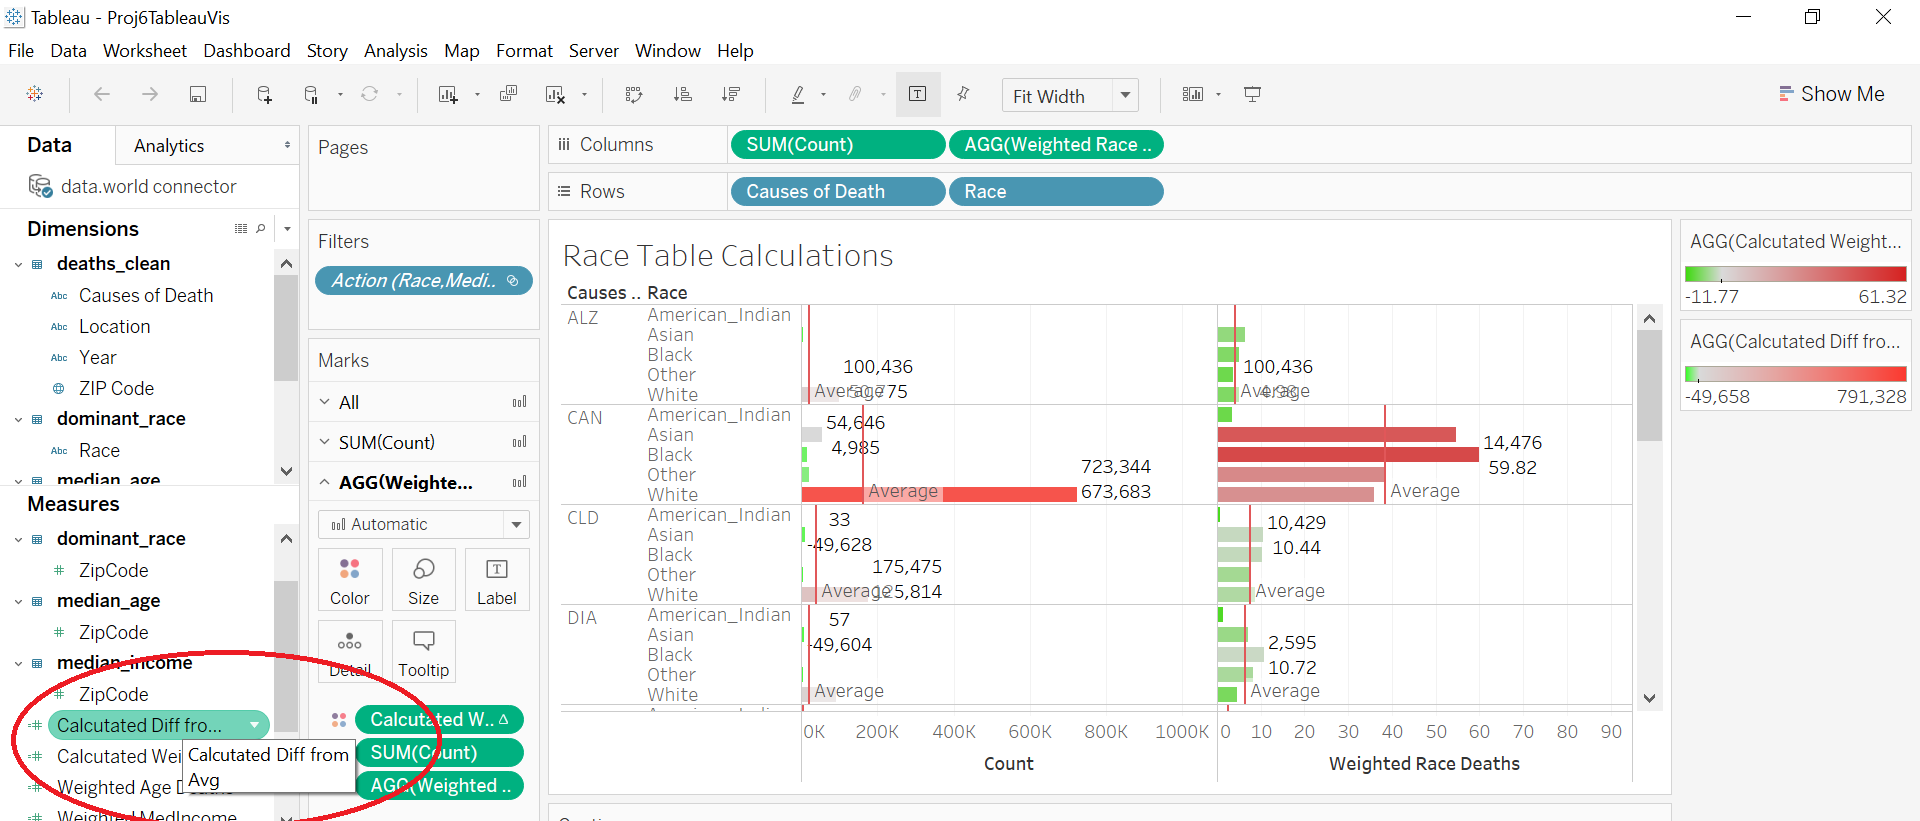 Tableau - Proj6TableauVis
File Data Worksheet Dashboard Story Analysis Map Format Server Window Help
Fit Width
Show Me
Data Analytics
data.world connector
Dimensions
deaths_clean
Abc Causes of Death
Abc Location
Abc Year
ZIP Code
dominant_race
Abc Race
median_age
Measures
dominant_race
# ZipCode
median_age
# ZipCode
median_income
# ZipCode
Calcutated Diff fro...
Calcutated Wei
Calcutated Diff from
Avg
Weighted Age D
Weighted MedIncome
Pages
Filters
Action (Race,Medi..
Marks
All
SUM(Count)
AGG(Weighte...
Automatic
Color Size Label
Detail Tooltip
Calcutated W.. Δ
SUM(Count)
AGG(Weighted ..
Columns SUM(Count) AGG(Weighted Race ..
Rows Causes of Death Race
Race Table Calculations
Causes .. Race
ALZ American_Indian
Asian
Black
Other
White
100,436
Average 775
100,436
Average
CAN American_Indian
Asian
Black
Other
White
54,646
4,985
723,344
673,683
Average
14,476
59.82
Average
CLD American_Indian
Asian
Black
Other
White
33
-49,628
175,475
Average 5,814
10,429
10.44
Average
DIA American_Indian
Asian
Black
Other
White
57
-49,604
Average
2,595
10.72
Average
0K 200K 400K 600K 800K 1000K
Count
0 10 20 30 40 50 60 70 80 90
Weighted Race Deaths
AGG(Calcutated Weight...
-11.77 61.32
AGG(Calcutated Diff fro...
-49,658 791,328